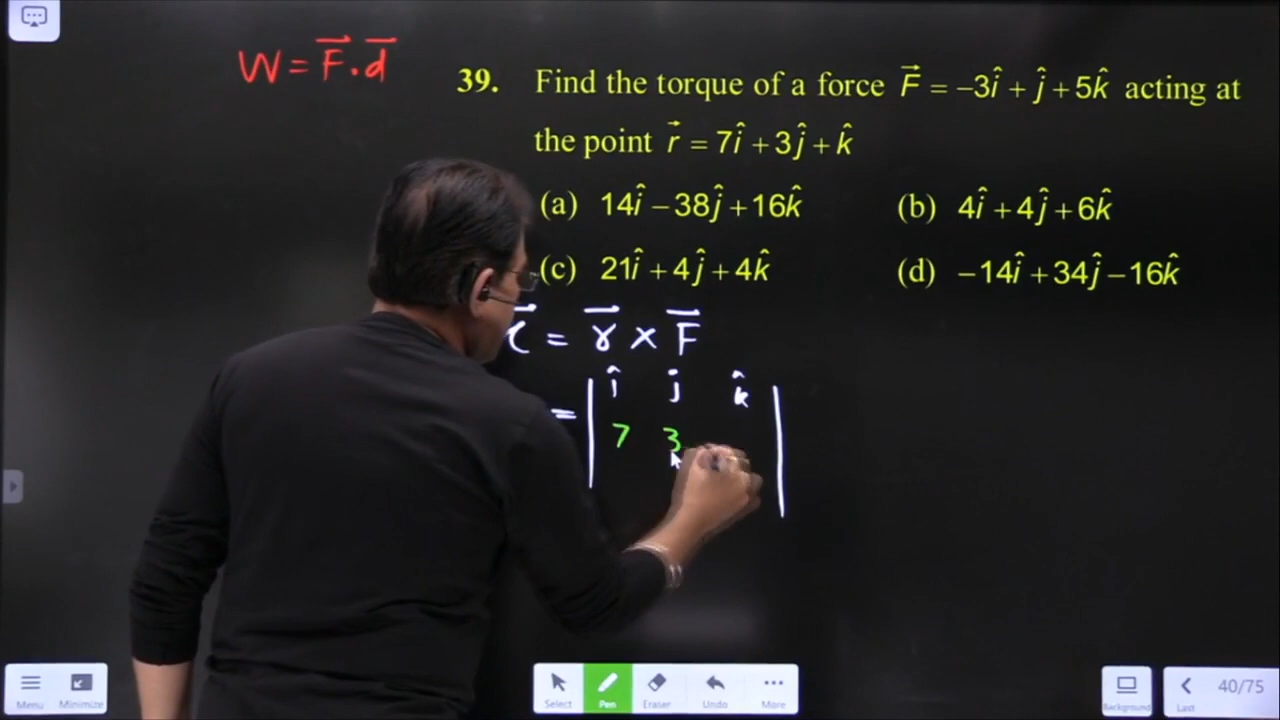 W = F⃗ . d⃗
39. Find the torque of a force F⃗ = −3î + ĵ + 5k̂ acting at
the point r⃗ = 7î + 3ĵ + k̂
(a) 14î − 38ĵ + 16k̂ (b) 4î + 4ĵ + 6k̂
(c) 21î + 4ĵ + 4k̂ (d) −14î + 34ĵ − 16k̂
τ⃗ = r⃗ × F⃗
= | î ĵ k̂ |
7 3
Menu Minimize Select Pen Eraser Undo More Background Last 40/75